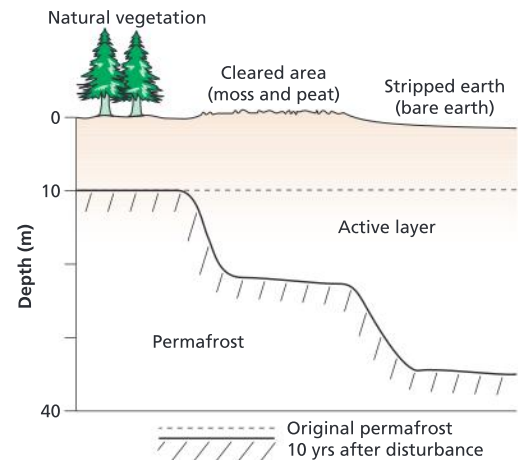 Natural vegetation
Cleared area
(moss and peat)
Stripped earth
(bare earth)
0
10
Active layer
Depth (m)
Permafrost
40
Original permafrost
10 yrs after disturbance